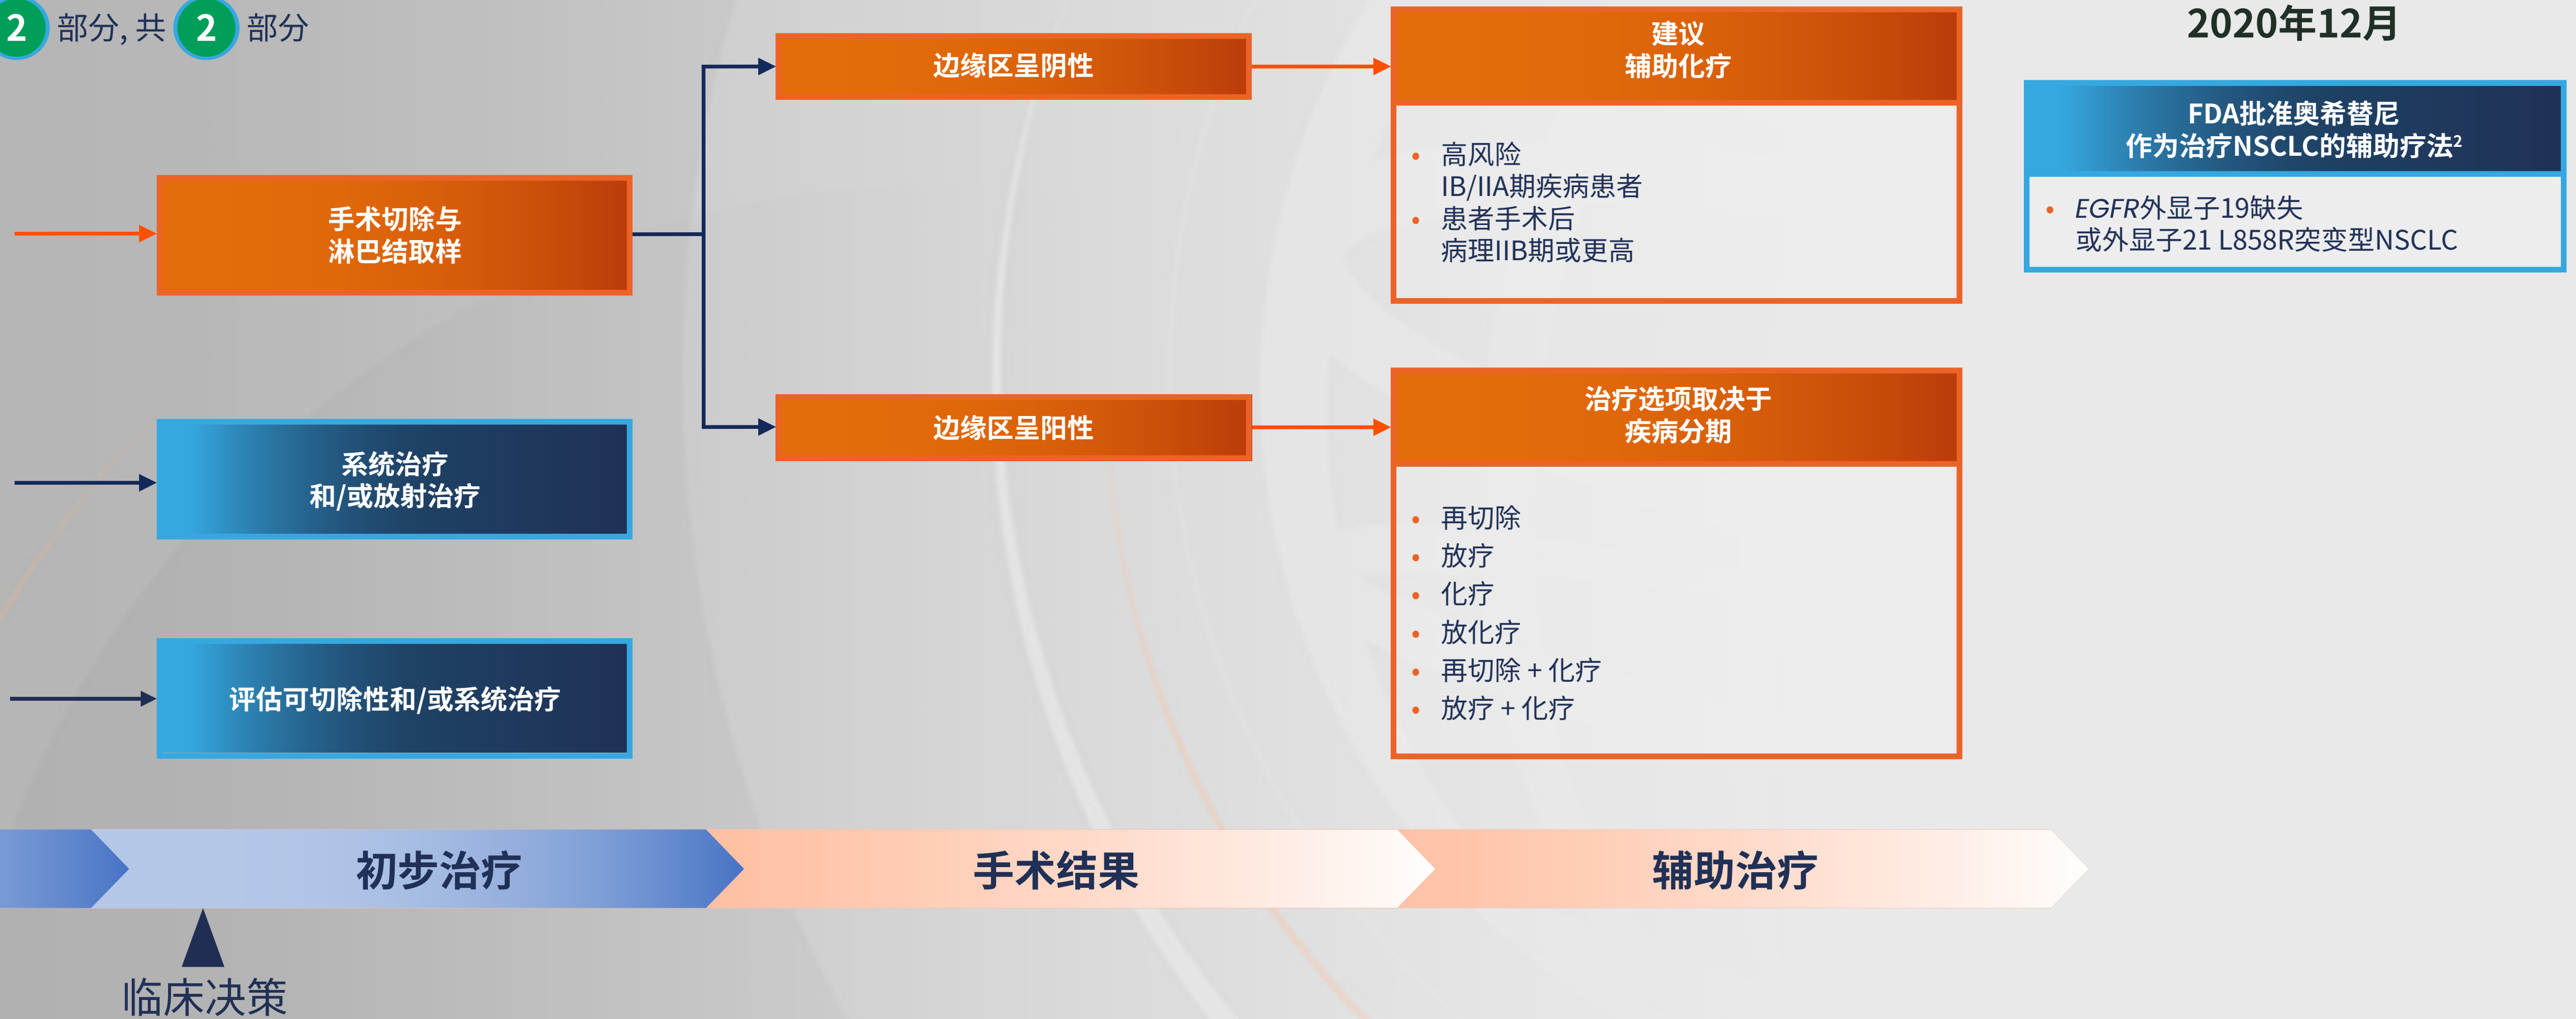 2 部分, 共 2 部分
手术切除与
淋巴结取样
系统治疗
和/或放射治疗
评估可切除性和/或系统治疗
边缘区呈阴性
边缘区呈阳性
建议
辅助化疗
• 高风险
IB/IIA期疾病患者
• 患者手术后
病理IIB期或更高
治疗选项取决于
疾病分期
• 再切除
• 放疗
• 化疗
• 放化疗
• 再切除 + 化疗
• 放疗 + 化疗
2020年12月
FDA批准奥希替尼
作为治疗NSCLC的辅助疗法²
• EGFR外显子19缺失
或外显子21 L858R突变型NSCLC
初步治疗
手术结果
辅助治疗
临床决策